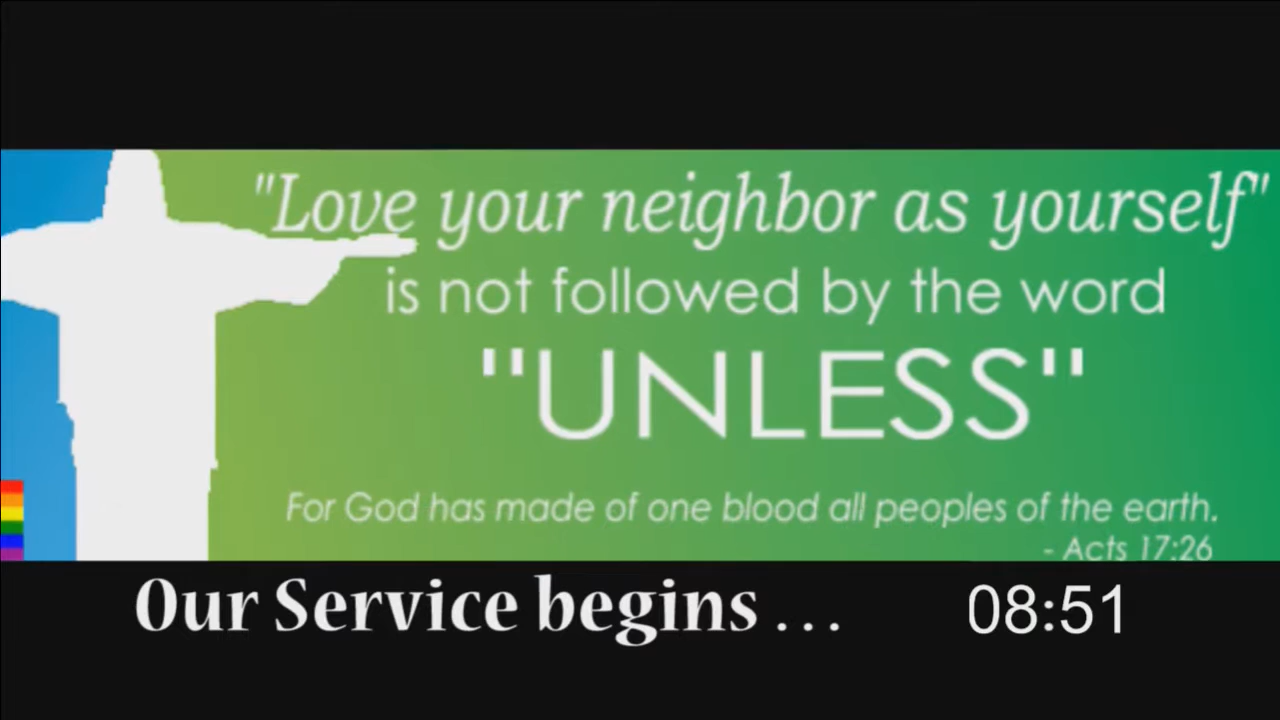 "Love your neighbor as yourself"
is not followed by the word
"UNLESS"
For God has made of one blood all peoples of the earth.
- Acts 17:26
Our Service begins ... 08:51